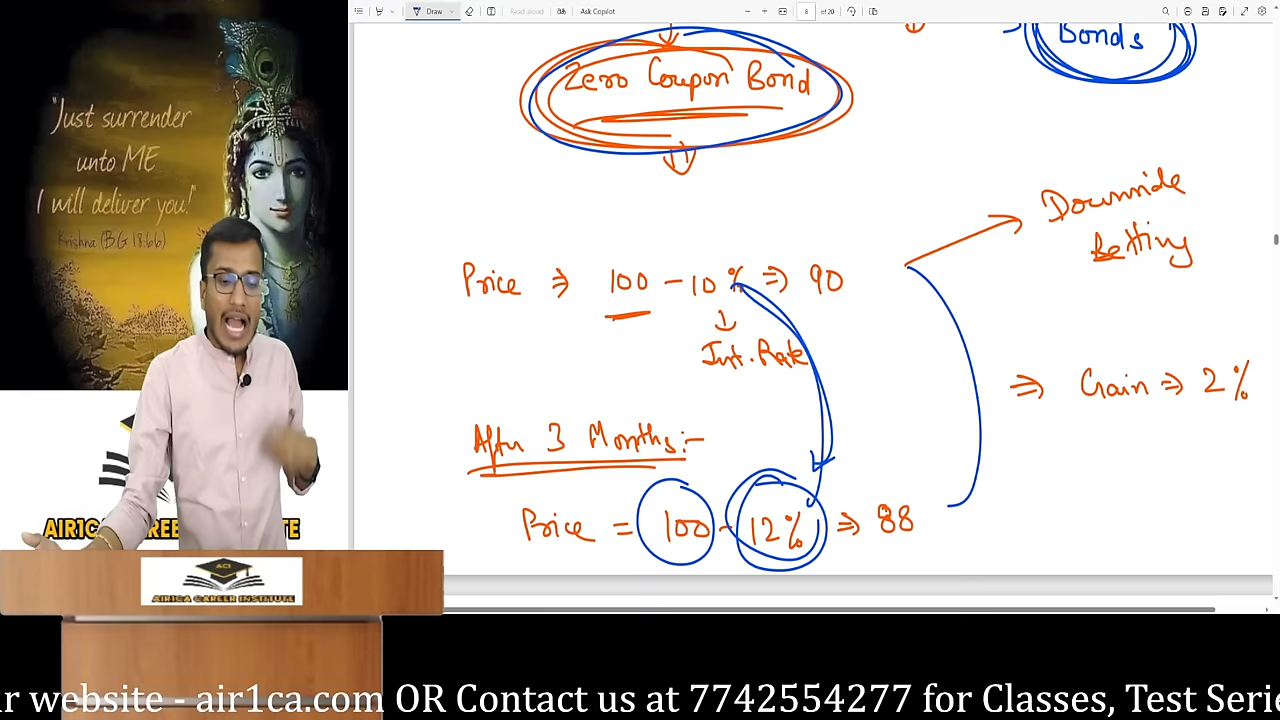 Draw
Read aloud
Ask Copilot
8
of 20
Bonds
Zero Coupon Bond
"Just surrender
unto ME
I will deliver you!"
Krishna (BG 18:66)
Downside
Betting
Price ⇒ 100 - 10% ⇒ 90
↓
Int. Rate
⇒ Gain ⇒ 2%
After 3 Months:-
Price = 100 - 12% ⇒ 88
ACI
AIR1CA CAREER INSTITUTE
r website - air1ca.com OR Contact us at 7742554277 for Classes, Test Serie